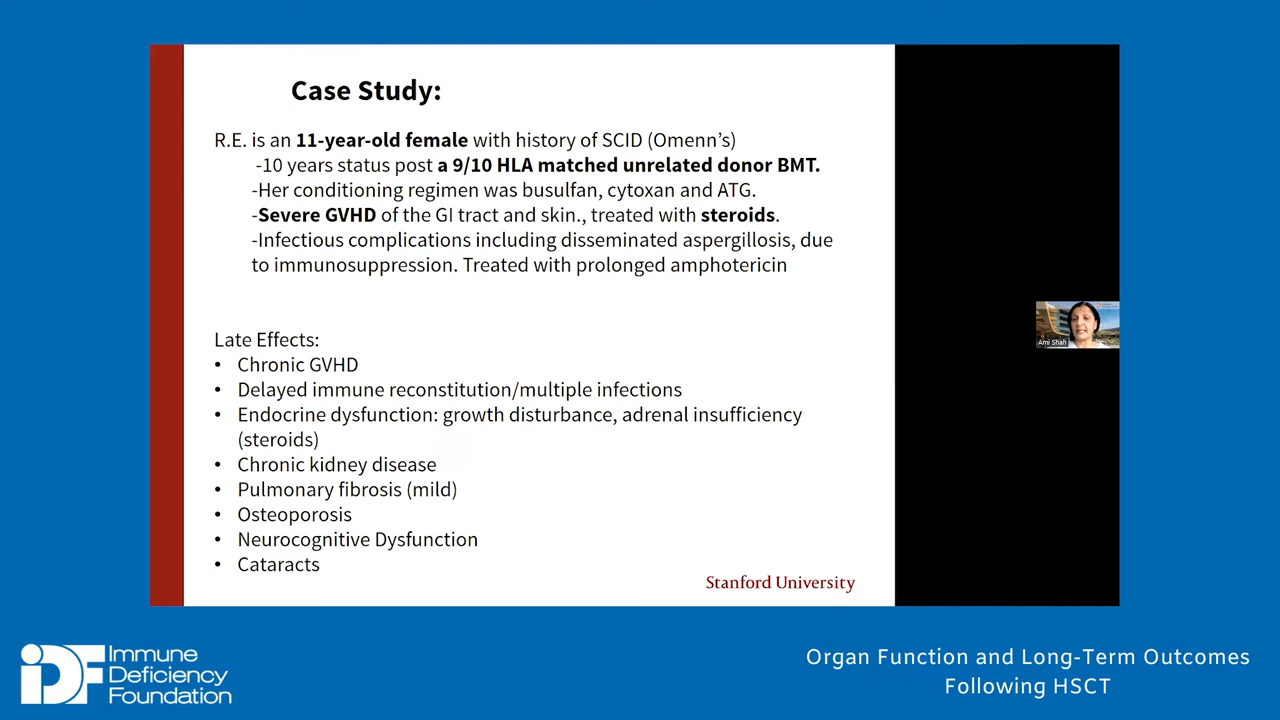 Case Study:
R.E. is an 11-year-old female with history of SCID (Omenn's)
-10 years status post a 9/10 HLA matched unrelated donor BMT.
-Her conditioning regimen was busulfan, cytoxan and ATG.
-Severe GVHD of the GI tract and skin., treated with steroids.
-Infectious complications including disseminated aspergillosis, due
to immunosuppression. Treated with prolonged amphotericin
Late Effects:
• Chronic GVHD
• Delayed immune reconstitution/multiple infections
• Endocrine dysfunction: growth disturbance, adrenal insufficiency
(steroids)
• Chronic kidney disease
• Pulmonary fibrosis (mild)
• Osteoporosis
• Neurocognitive Dysfunction
• Cataracts
Stanford University
Ami Shah
IDF Immune
Deficiency
Foundation
Organ Function and Long-Term Outcomes
Following HSCT